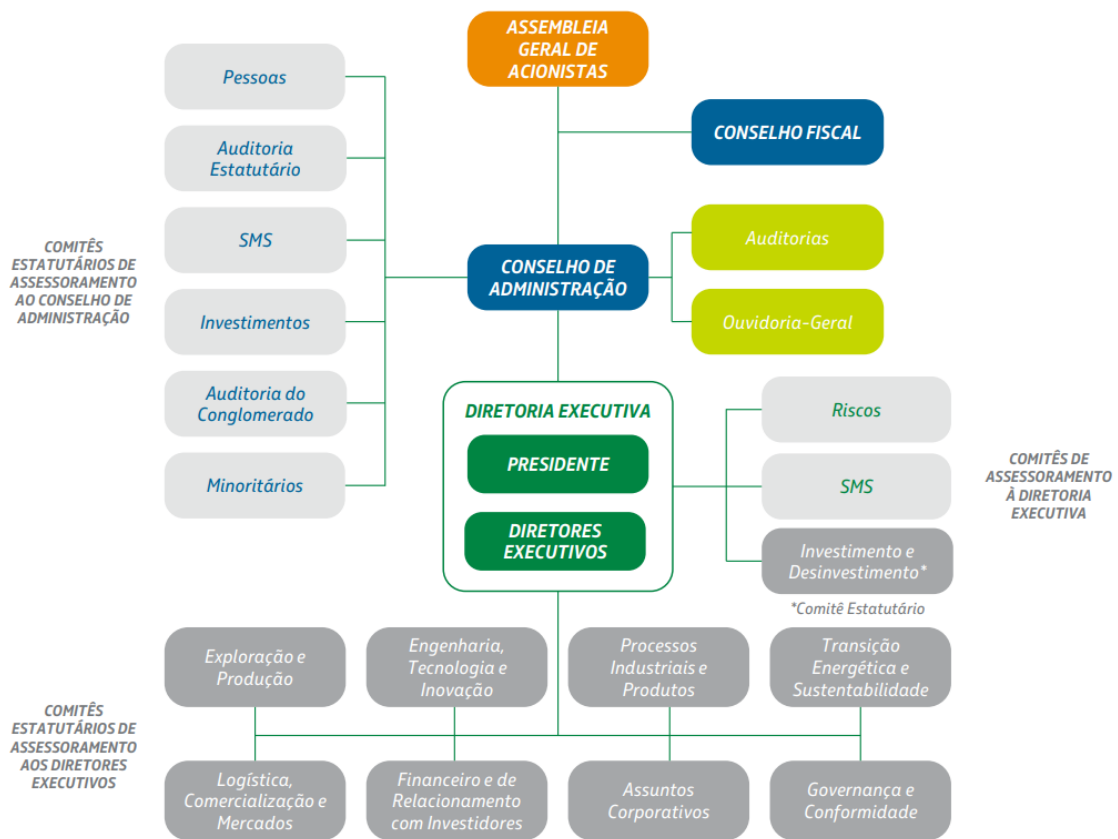 ASSEMBLEIA
GERAL DE
ACIONISTAS
CONSELHO FISCAL
COMITÊS
ESTATUTÁRIOS DE
ASSESSORAMENTO
AO CONSELHO DE
ADMINISTRAÇÃO
Pessoas
Auditoria
Estatutário
SMS
Investimentos
Auditoria do
Conglomerado
Minoritários
CONSELHO DE
ADMINISTRAÇÃO
Auditorias
Ouvidoria-Geral
DIRETORIA EXECUTIVA
PRESIDENTE
DIRETORES
EXECUTIVOS
Riscos
SMS
Investimento e
Desinvestimento*
*Comitê Estatutário
COMITÊS DE
ASSESSORAMENTO
À DIRETORIA
EXECUTIVA
COMITÊS
ESTATUTÁRIOS DE
ASSESSORAMENTO
AOS DIRETORES
EXECUTIVOS
Exploração e
Produção
Engenharia,
Tecnologia e
Inovação
Processos
Industriais e
Produtos
Transição
Energética e
Sustentabilidade
Logística,
Comercialização e
Mercados
Financeiro e de
Relacionamento
com Investidores
Assuntos
Corporativos
Governança e
Conformidade